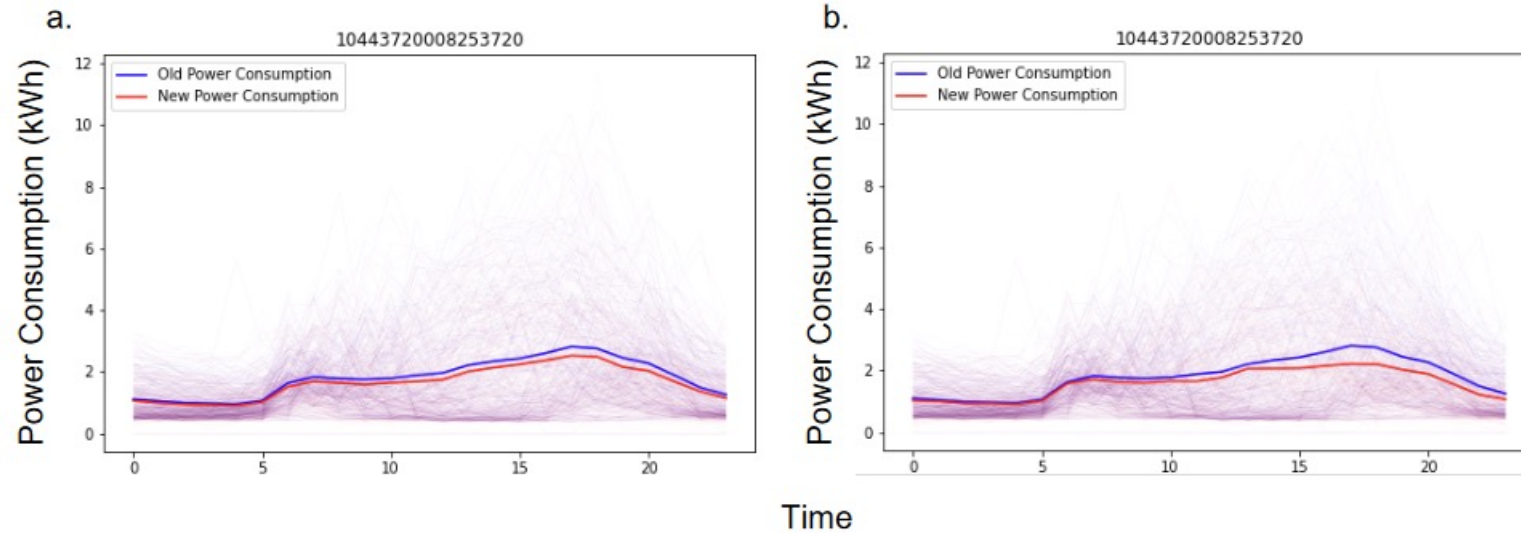 a.
10443720008253720
Power Consumption (kWh)
Old Power Consumption
New Power Consumption
12
10
8
6
4
2
0
0 5 10 15 20
b.
10443720008253720
Power Consumption (kWh)
Old Power Consumption
New Power Consumption
12
10
8
6
4
2
0
0 5 10 15 20
Time